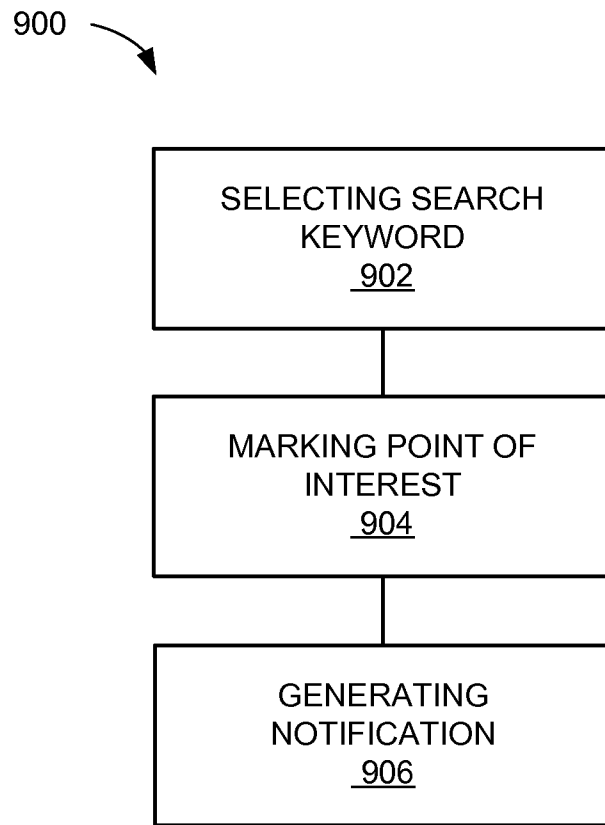 900
SELECTING SEARCH
KEYWORD
902
MARKING POINT OF
INTEREST
904
GENERATING
NOTIFICATION
906